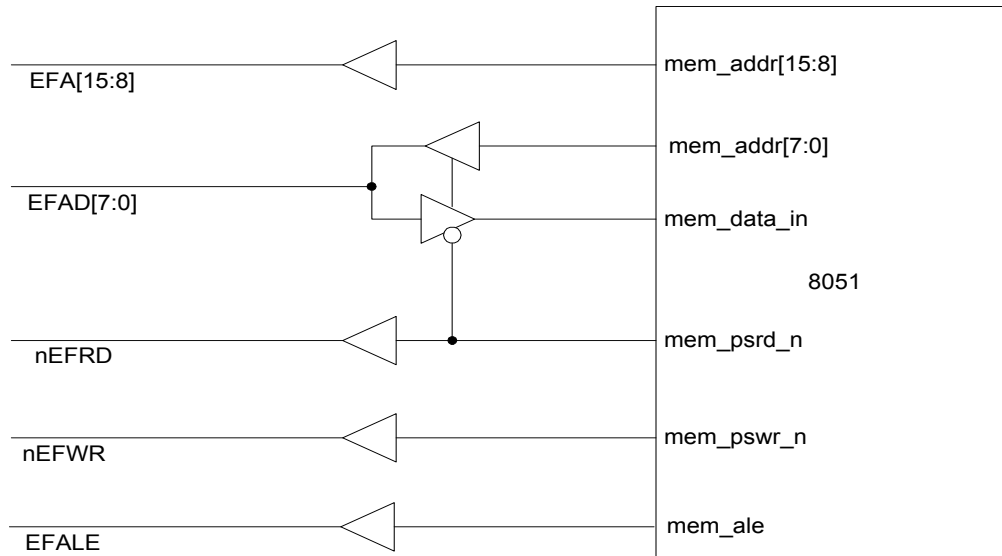 mem_addr[15:8]
EFA[15:8]
mem_addr[7:0]
EFAD[7:0]
mem_data_in
8051
mem_psrd_n
nEFRD
mem_pswr_n
nEFWR
mem_ale
EFALE